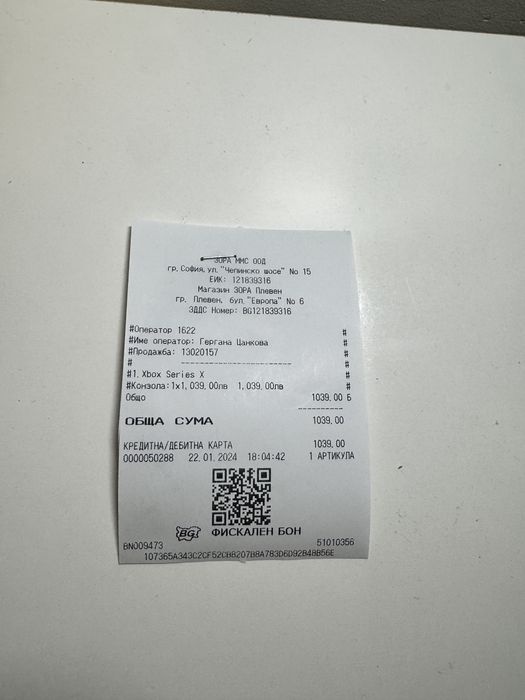 ЗОРА ММС ООД
гр. София, ул. "Чепинско шосе" No 15
ЕИК: 121839316
Магазин ЗОРА Плевен
гр. Плевен, бул. "Европа" No 6
ЗДДС Номер: BG121839316
#Оператор 1622 #
#Име оператор: Гергана Цанкова #
#Продажба: 13020157 #
# ------------------------ #
#1. Xbox Series X #
#Конзола:1x1,039,00лв 1,039,00лв #
Общо 1039,00 Б
----------
ОБЩА СУМА 1039,00
КРЕДИТНА/ДЕБИТНА КАРТА 1039,00
0000050288 22.01.2024 18:04:42 1 АРТИКУЛА
BG ФИСКАЛЕН БОН
BN009473 51010356
107365A343C2CF52CBB207B8A783D6D92B48B56E